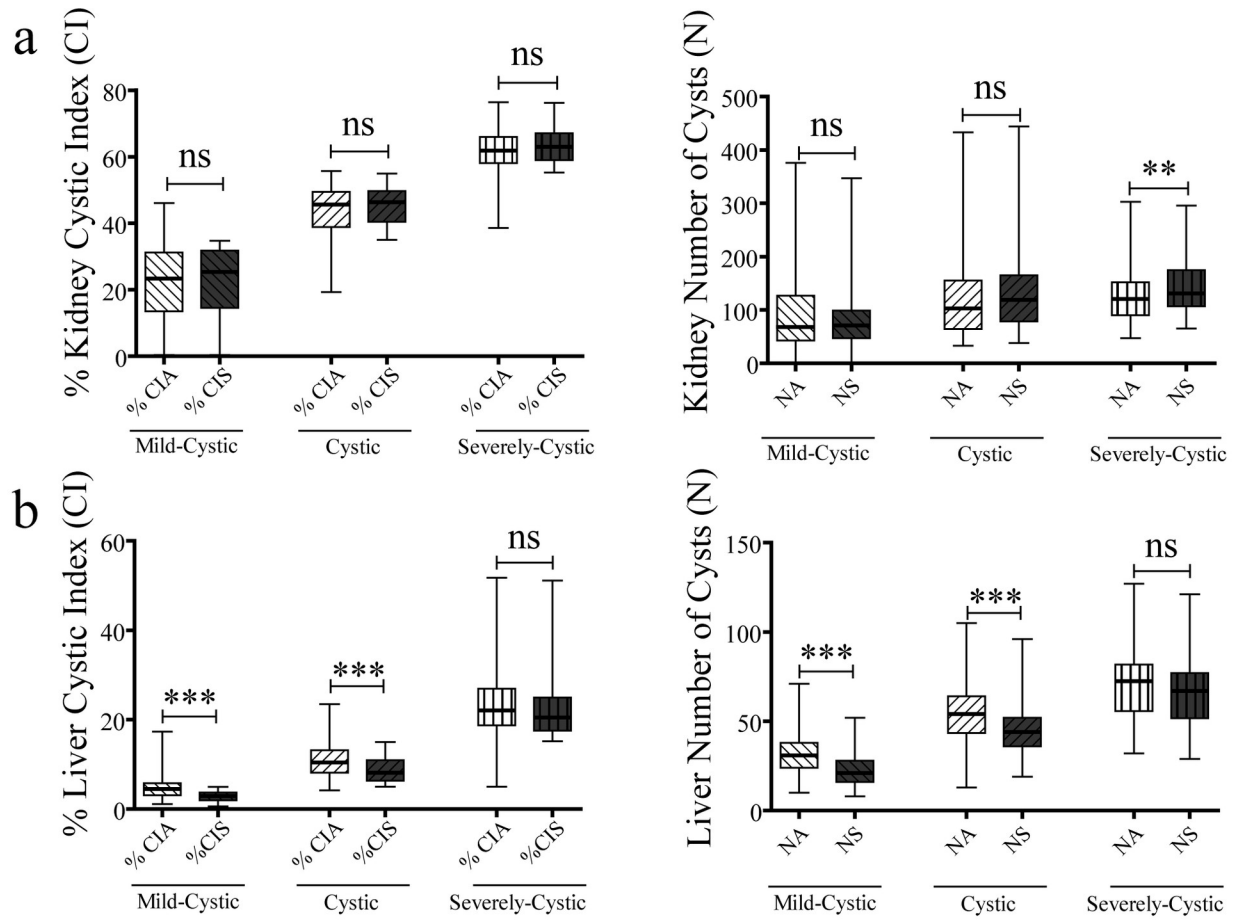 a
% Kidney Cystic Index (CI)
80
60
40
20
0
ns
ns
ns
% CIA
% CIS
% CIA
% CIS
% CIA
% CIS
Mild-Cystic
Cystic
Severely-Cystic
Kidney Number of Cysts (N)
500
400
300
200
100
0
ns
ns
**
NA
NS
NA
NS
NA
NS
Mild-Cystic
Cystic
Severely-Cystic
b
% Liver Cystic Index (CI)
60
40
20
0
***
***
ns
% CIA
%CIS
% CIA
%CIS
% CIA
%CIS
Mild-Cystic
Cystic
Severely-Cystic
Liver Number of Cysts (N)
150
100
50
0
***
***
ns
NA
NS
NA
NS
NA
NS
Mild-Cystic
Cystic
Severely-Cystic